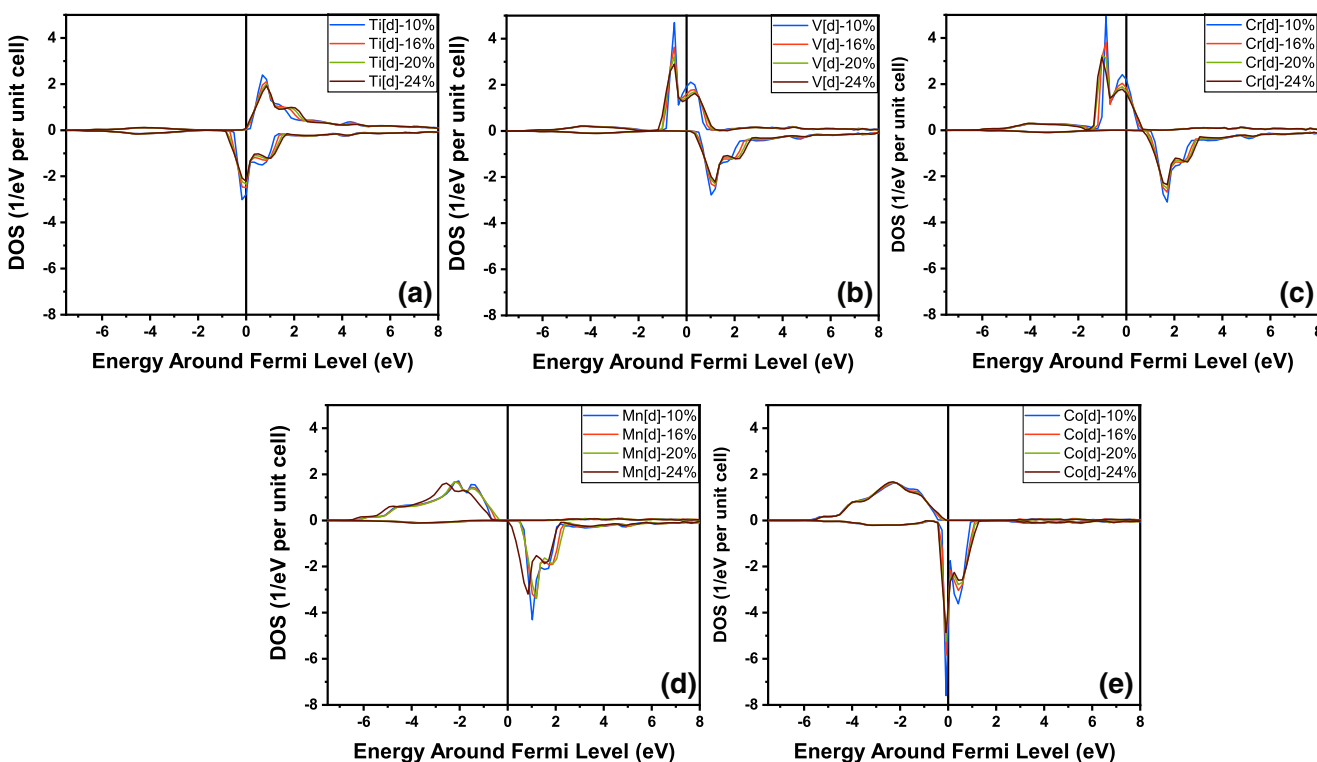 4
2
0
-2
-4
-6
-8
DOS (1/eV per unit cell)
Ti[d]-10%
Ti[d]-16%
Ti[d]-20%
Ti[d]-24%
(a)
-6 -4 -2 0 2 4 6 8
Energy Around Fermi Level (eV)
4
2
0
-2
-4
-6
-8
DOS (1/eV per unit cell)
V[d]-10%
V[d]-16%
V[d]-20%
V[d]-24%
(b)
-6 -4 -2 0 2 4 6 8
Energy Around Fermi Level (eV)
4
2
0
-2
-4
-6
-8
DOS (1/eV per unit cell)
Cr[d]-10%
Cr[d]-16%
Cr[d]-20%
Cr[d]-24%
(c)
-6 -4 -2 0 2 4 6 8
Energy Around Fermi Level (eV)
4
2
0
-2
-4
-6
-8
DOS (1/eV per unit cell)
Mn[d]-10%
Mn[d]-16%
Mn[d]-20%
Mn[d]-24%
(d)
-6 -4 -2 0 2 4 6 8
Energy Around Fermi Level (eV)
4
2
0
-2
-4
-6
-8
DOS (1/eV per unit cell)
Co[d]-10%
Co[d]-16%
Co[d]-20%
Co[d]-24%
(e)
-6 -4 -2 0 2 4 6 8
Energy Around Fermi Level (eV)